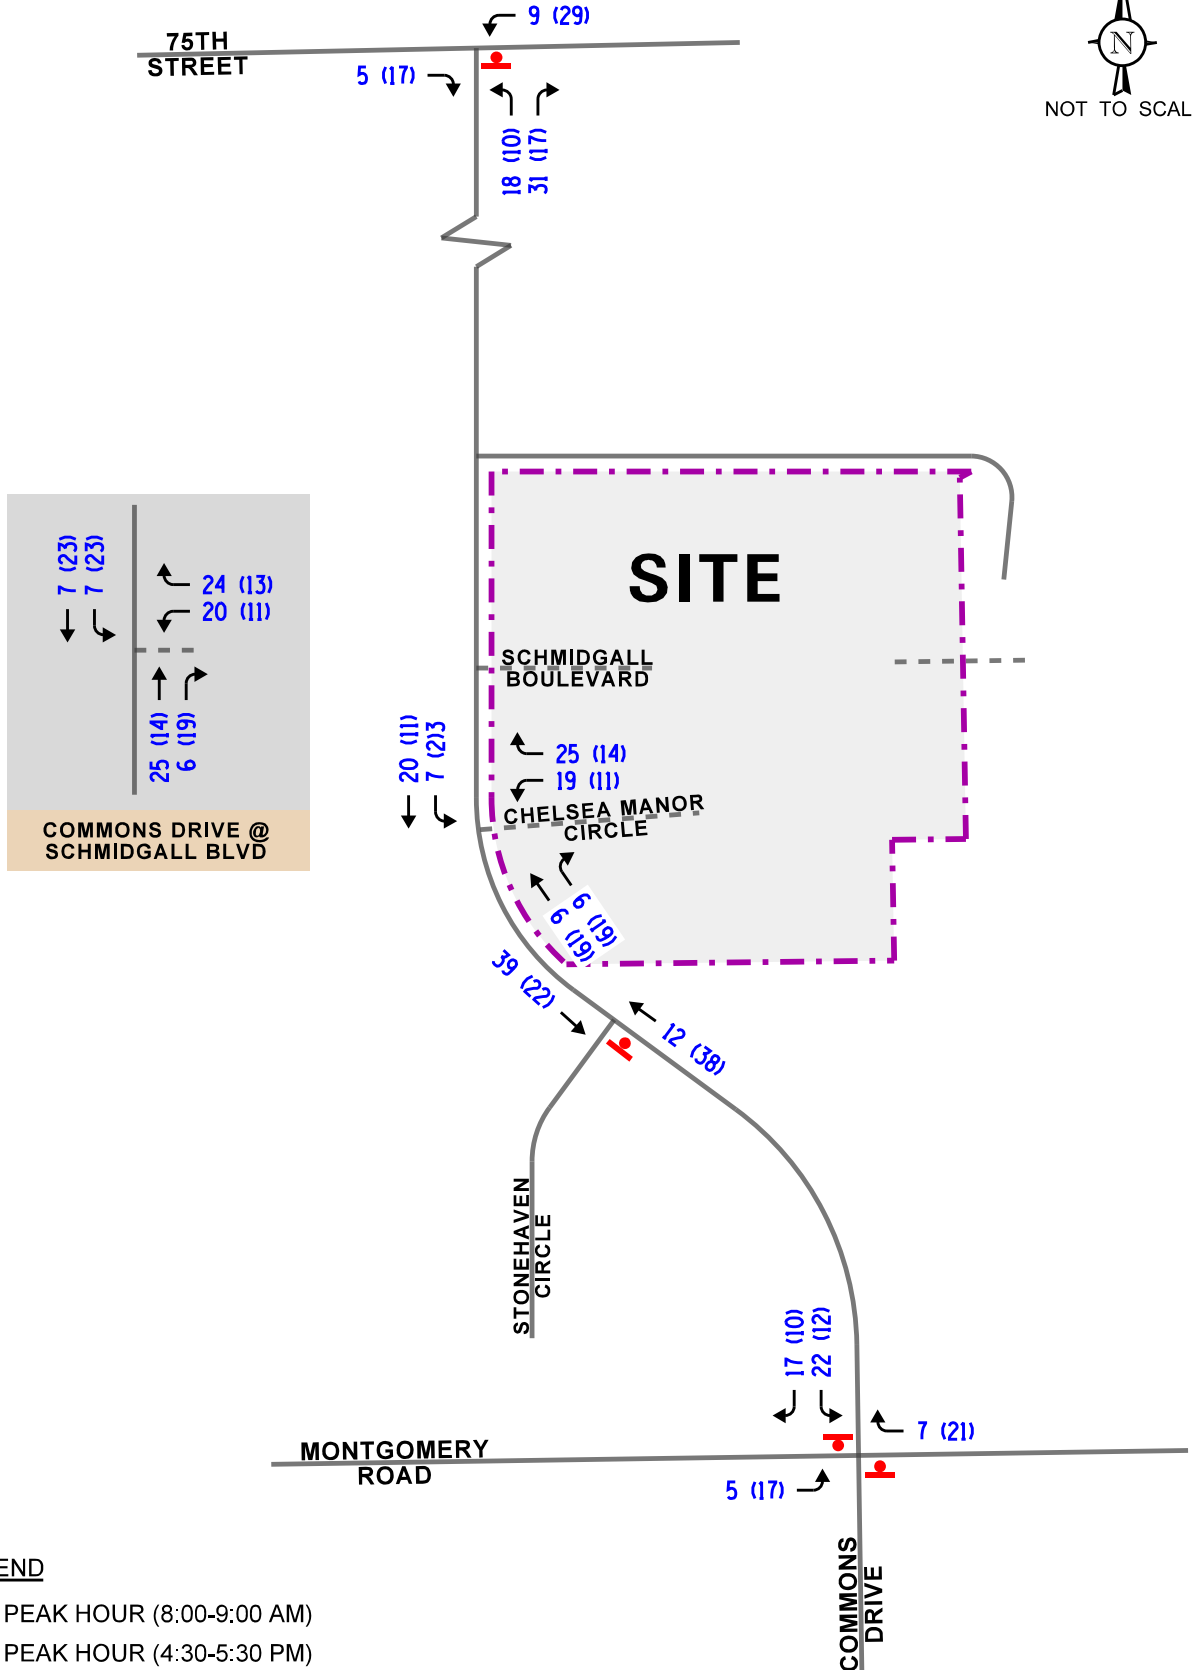 9 (29)
75TH
STREET
5 (17)
18 (10)
31 (17)
N
NOT TO SCAL
SITE
7 (23)
7 (23)
24 (13)
20 (11)
25 (14)
6 (19)
COMMONS DRIVE @
SCHMIDGALL BLVD
SCHMIDGALL
BOULEVARD
20 (11)
7 (2)3
25 (14)
19 (11)
CHELSEA MANOR
CIRCLE
6 (19)
6 (19)
39 (22)
12 (38)
STONEHAVEN
CIRCLE
17 (10)
22 (12)
7 (21)
MONTGOMERY
ROAD
5 (17)
COMMONS
DRIVE
END
PEAK HOUR (8:00-9:00 AM)
PEAK HOUR (4:30-5:30 PM)